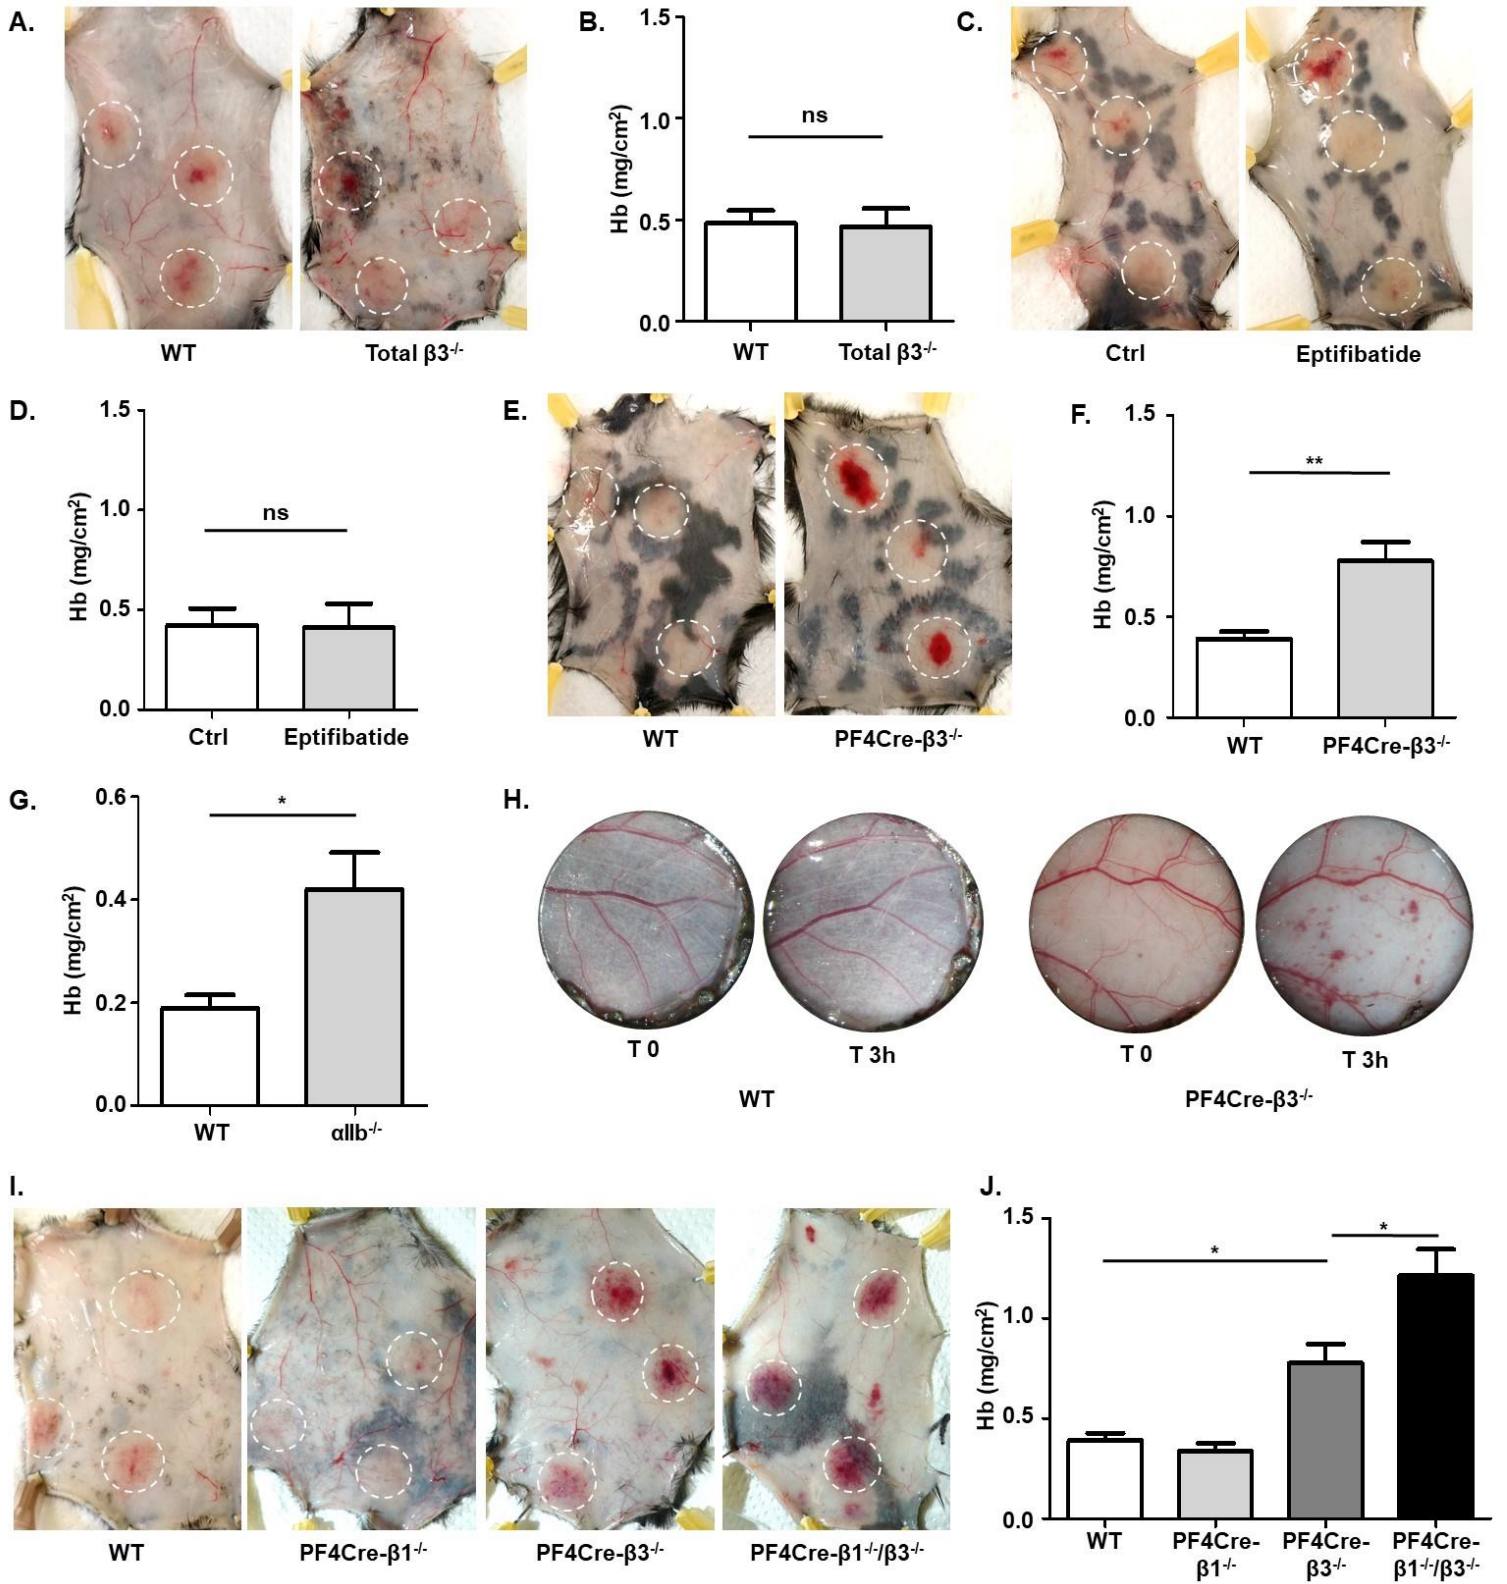 A.
WT
Total β3-/-
B.
Hb (mg/cm2)
1.5
1.0
0.5
0.0
ns
WT
Total β3-/-
C.
Ctrl
Eptifibatide
D.
Hb (mg/cm2)
1.5
1.0
0.5
0.0
ns
Ctrl
Eptifibatide
E.
WT
PF4Cre-β3-/-
F.
Hb (mg/cm2)
1.5
1.0
0.5
0.0
**
WT
PF4Cre-β3-/-
G.
Hb (mg/cm2)
0.6
0.4
0.2
0.0
*
WT
αIIb-/-
H.
T 0
T 3h
WT
T 0
T 3h
PF4Cre-β3-/-
I.
WT
PF4Cre-β1-/-
PF4Cre-β3-/-
PF4Cre-β1-/-/β3-/-
J.
Hb (mg/cm2)
1.5
1.0
0.5
0.0
*
*
WT
PF4Cre-
β1-/-
PF4Cre-
β3-/-
PF4Cre-
β1-/-/β3-/-